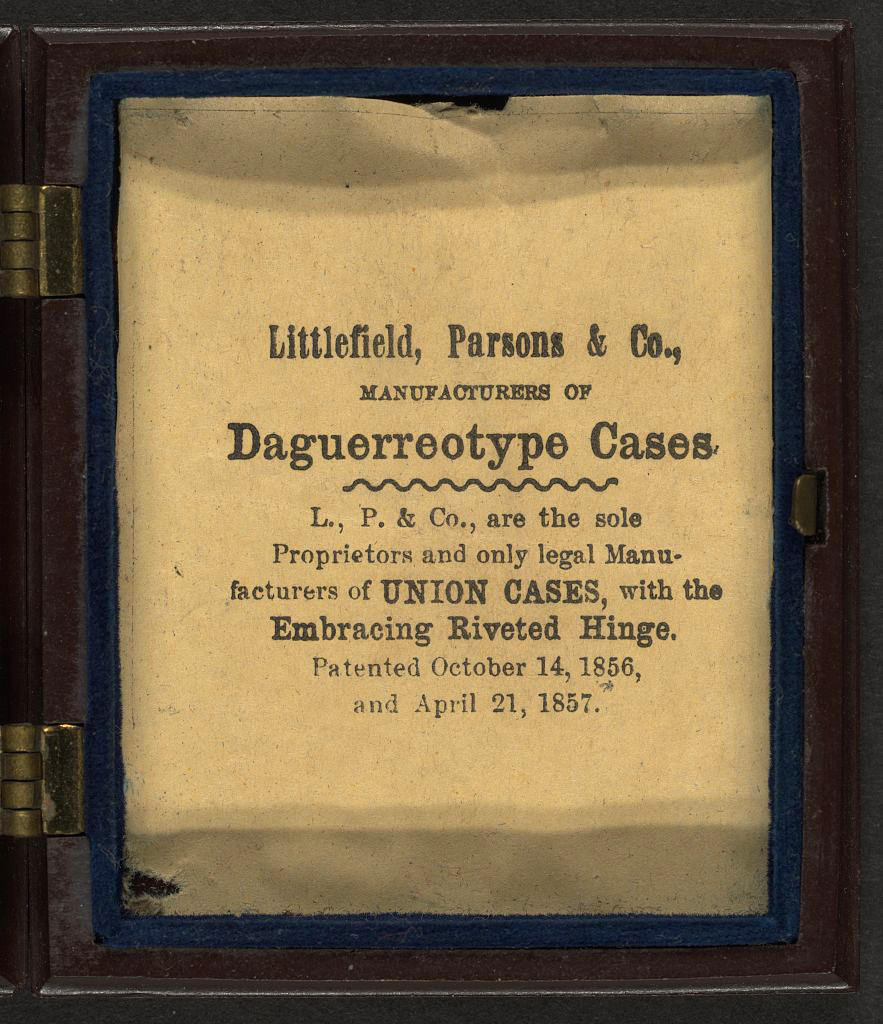 Littlefield, Parsons & Co.,
MANUFACTURERS OF
Daguerreotype Cases.
L., P. & Co., are the sole
Proprietors and only legal Manu-
facturers of UNION CASES, with the
Embracing Riveted Hinge.
Patented October 14, 1856,
and April 21, 1857.